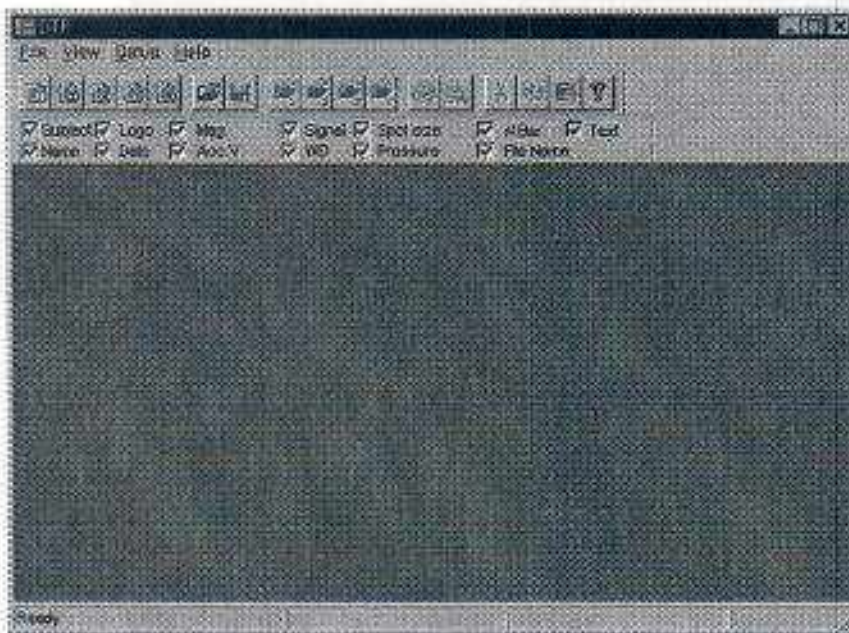 File View Setup Help
Subject Logo Mag Signal Spot size Text
Name Date Acc.V WD Pressure File Name
Ready